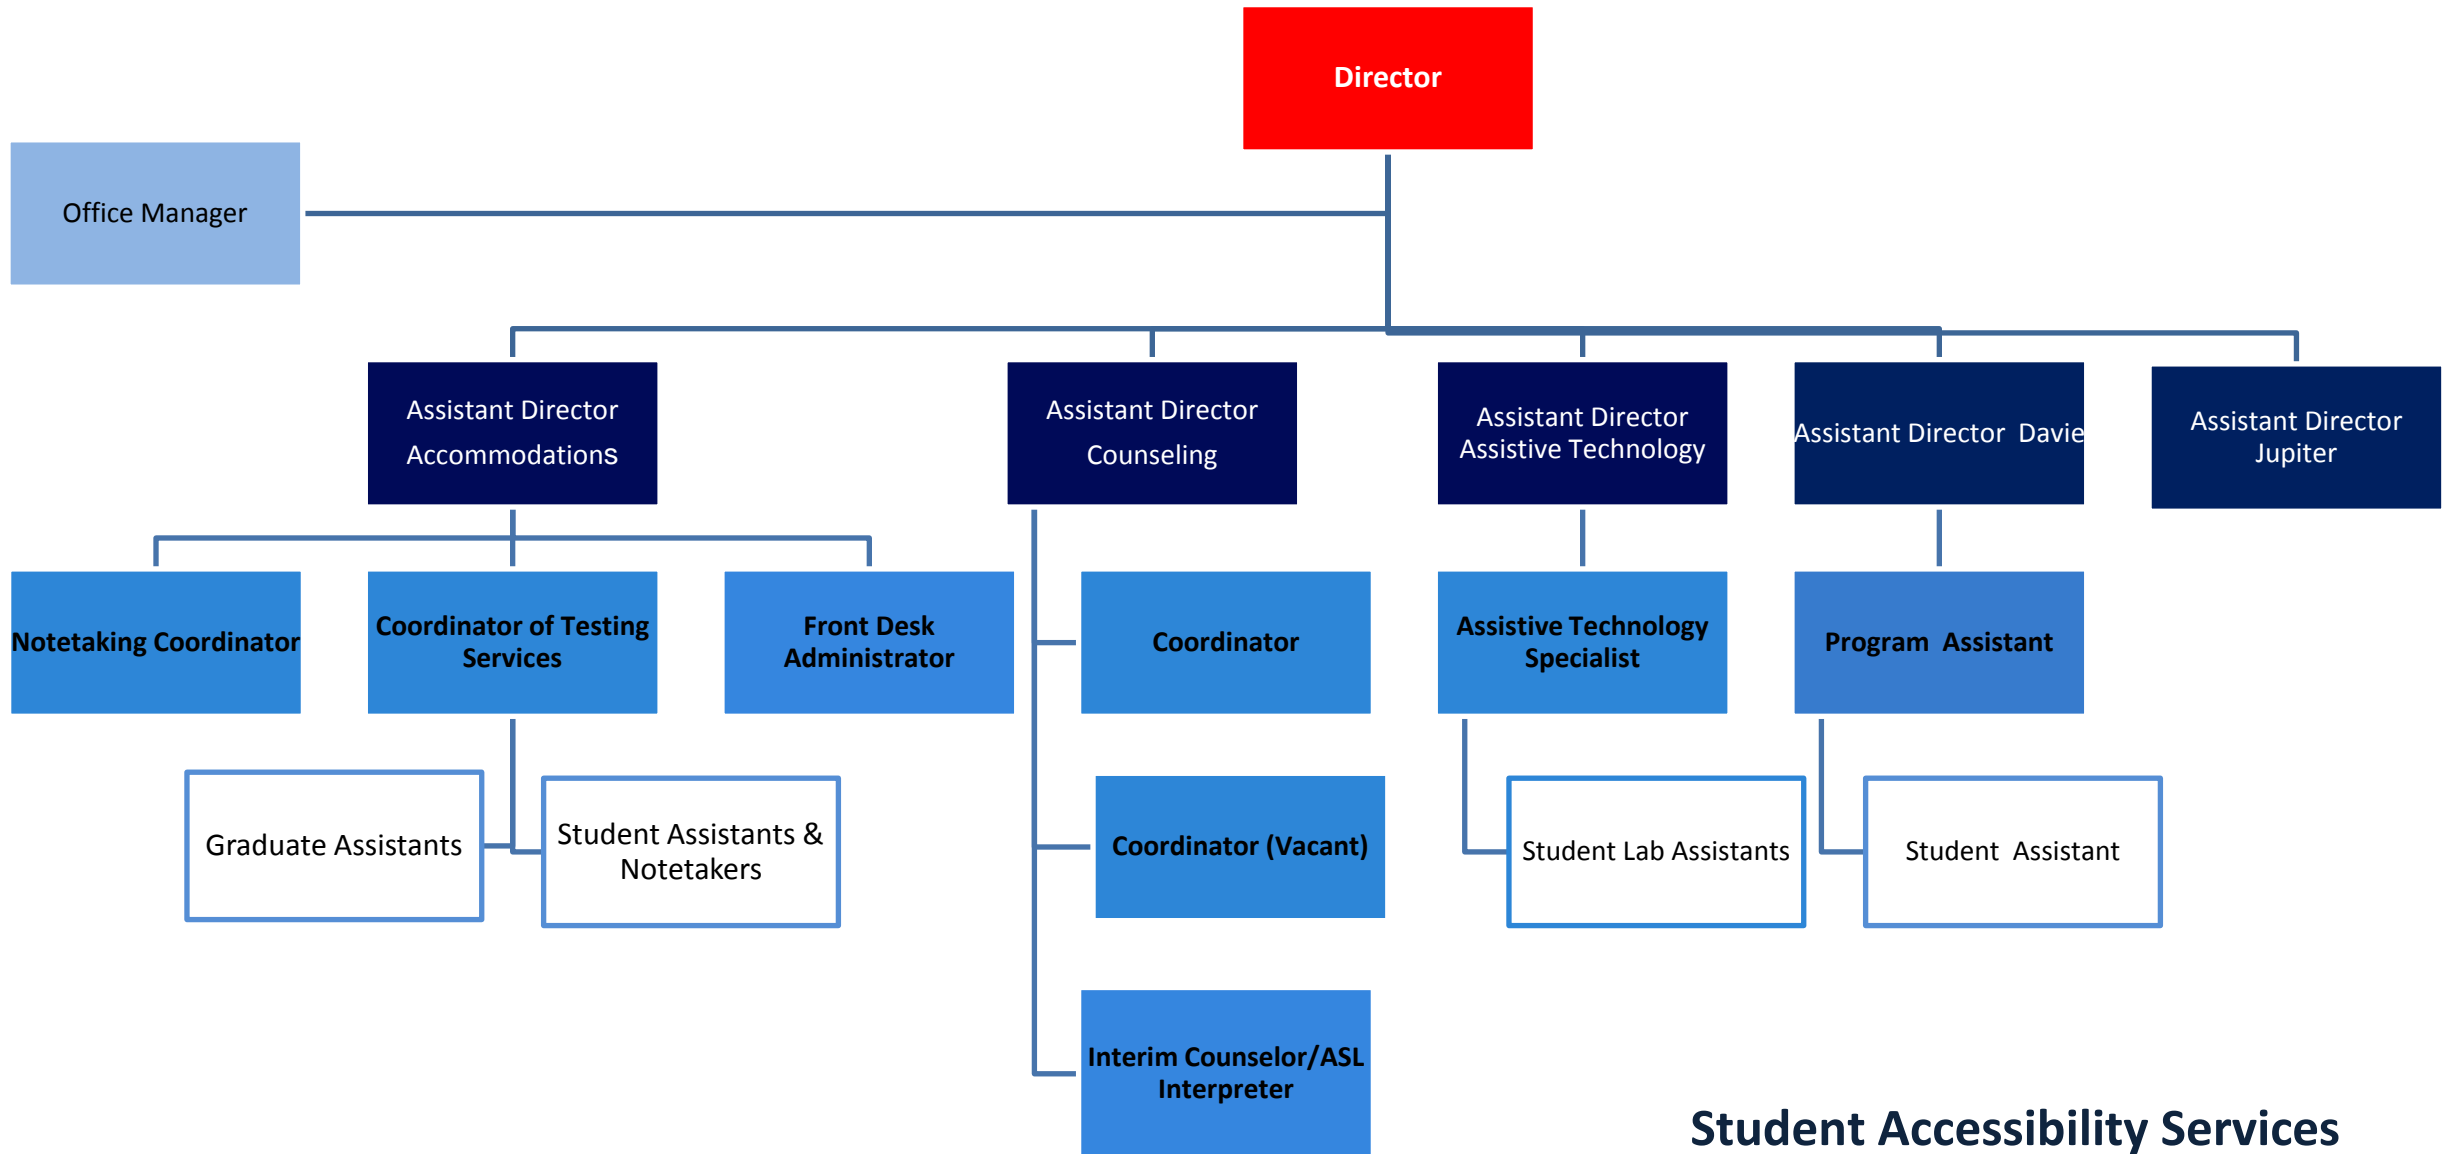 Director
Office Manager
Assistant Director
Accommodations
Assistant Director
Counseling
Assistant Director
Assistive Technology
Assistant Director  Davie
Assistant Director
Jupiter
Notetaking Coordinator
Coordinator of Testing
Services
Front Desk
Administrator
Coordinator
Assistive Technology
Specialist
Program  Assistant
Graduate Assistants
Student Assistants &
Notetakers
Coordinator (Vacant)
Student Lab Assistants
Student  Assistant
Interim Counselor/ASL
Interpreter
Student Accessibility Services